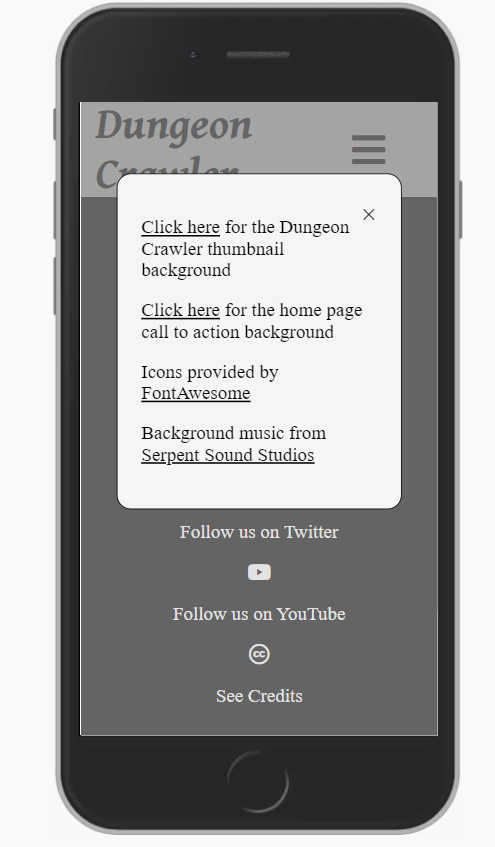 Dungeon
Crawler
Click here for the Dungeon
Crawler thumbnail
background
Click here for the home page
call to action background
Icons provided by
FontAwesome
Background music from
Serpent Sound Studios
Follow us on Twitter
Follow us on YouTube
cc
See Credits